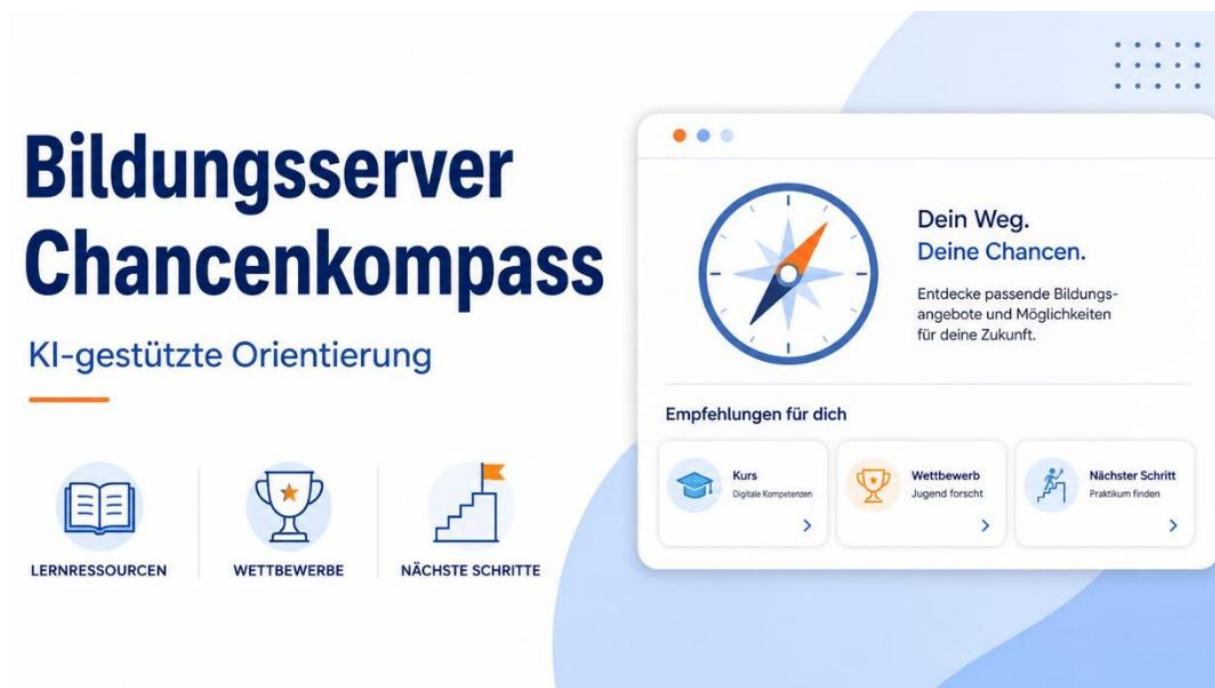 Bildungsserver
Chancenkompass
KI-gestützte Orientierung
LERNRESSOURCEN
WETTBEWERBE
NÄCHSTE SCHRITTE
Dein Weg.
Deine Chancen.
Entdecke passende Bildungs-
angebote und Möglichkeiten
für deine Zukunft.
Empfehlungen für dich
Kurs
Digitale Kompetenzen
Wettbewerb
Jugend forscht
Nächster Schritt
Praktikum finden